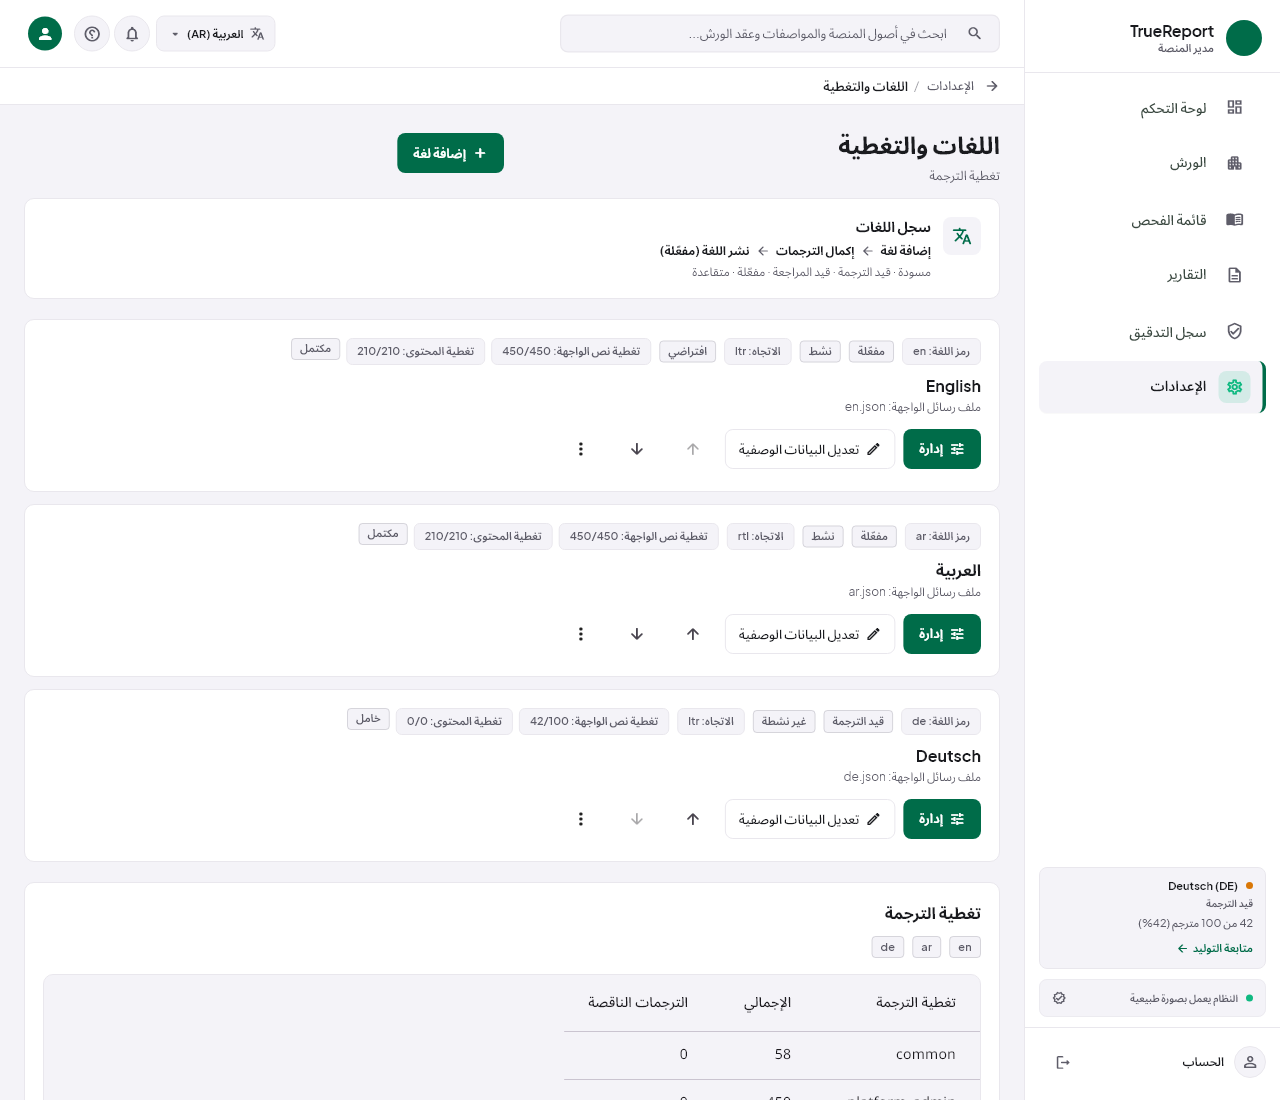 TrueReport
مدير المنصة
لوحة التحكم
الورش
قائمة الفحص
التقارير
سجل التدقيق
الإعدادات
Deutsch (DE)
قيد الترجمة
42 من 100 مترجم (42%)
متابعة التوليد ←
النظام يعمل بصورة طبيعية
الحساب
ابحث في أصول المنصة والمواصفات وعقد الورش...
العربية (AR)
الإعدادات / اللغات والتغطية
اللغات والتغطية
إضافة لغة
تغطية الترجمة
سجل اللغات
إضافة لغة ← إكمال الترجمات ← نشر اللغة (مفعّلة)
مسودة · قيد الترجمة · قيد المراجعة · مفعّلة · متقاعدة
رمز اللغة: en مفعّلة نشط الاتجاه: ltr افتراضي تغطية نص الواجهة: 450/450 تغطية المحتوى: 210/210 مكتمل
English
ملف رسائل الواجهة: en.json
إدارة تعديل البيانات الوصفية
رمز اللغة: ar مفعّلة نشط الاتجاه: rtl تغطية نص الواجهة: 450/450 تغطية المحتوى: 210/210 مكتمل
العربية
ملف رسائل الواجهة: ar.json
إدارة تعديل البيانات الوصفية
رمز اللغة: de قيد الترجمة غير نشطة الاتجاه: ltr تغطية نص الواجهة: 42/100 تغطية المحتوى: 0/0 خامل
Deutsch
ملف رسائل الواجهة: de.json
إدارة تعديل البيانات الوصفية
تغطية الترجمة
en ar de
تغطية الترجمة الإجمالي الترجمات الناقصة
common 58 0